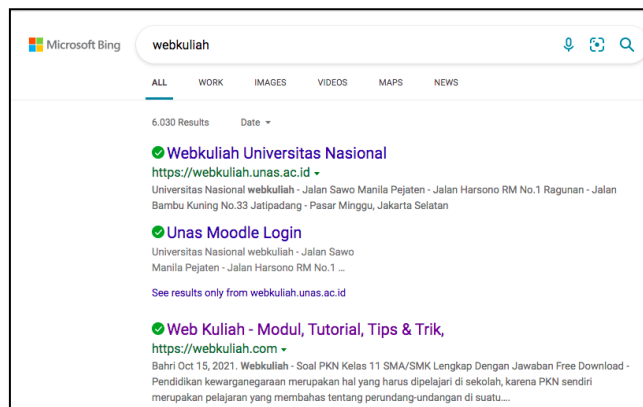 Microsoft Bing
webkuliah
ALL WORK IMAGES VIDEOS MAPS NEWS
6.030 Results Date
Webkuliah Universitas Nasional
https://webkuliah.unas.ac.id
Universitas Nasional webkuliah - Jalan Sawo Manila Pejaten - Jalan Harsono RM No.1 Ragunan - Jalan
Bambu Kuning No.33 Jatipadang - Pasar Minggu, Jakarta Selatan
Unas Moodle Login
Universitas Nasional webkuliah - Jalan Sawo
Manila Pejaten - Jalan Harsono RM No.1 ...
See results only from webkuliah.unas.ac.id
Web Kuliah - Modul, Tutorial, Tips & Trik,
https://webkuliah.com
Bahri Oct 15, 2021. Webkuliah - Soal PKN Kelas 11 SMA/SMK Lengkap Dengan Jawaban Free Download -
Pendidikan kewarganegaraan merupakan hal yang harus dipelajari di sekolah, karena PKN sendiri
merupakan pelajaran yang membahas tentang perundang-undangan di suatu....